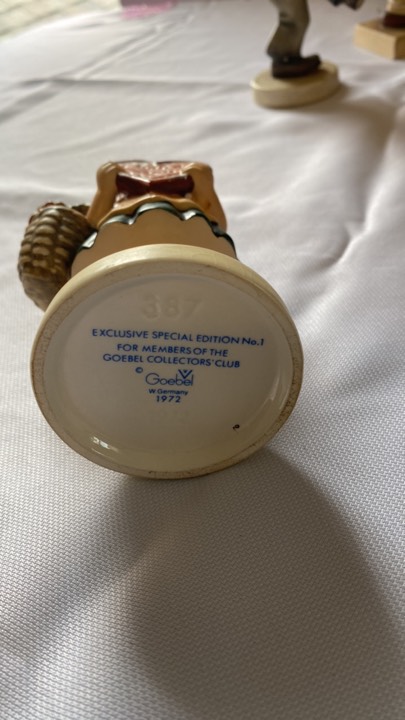 387
EXCLUSIVE SPECIAL EDITION No.1
FOR MEMBERS OF THE
GOEBEL COLLECTORS' CLUB
© Goebel
W. Germany
1972